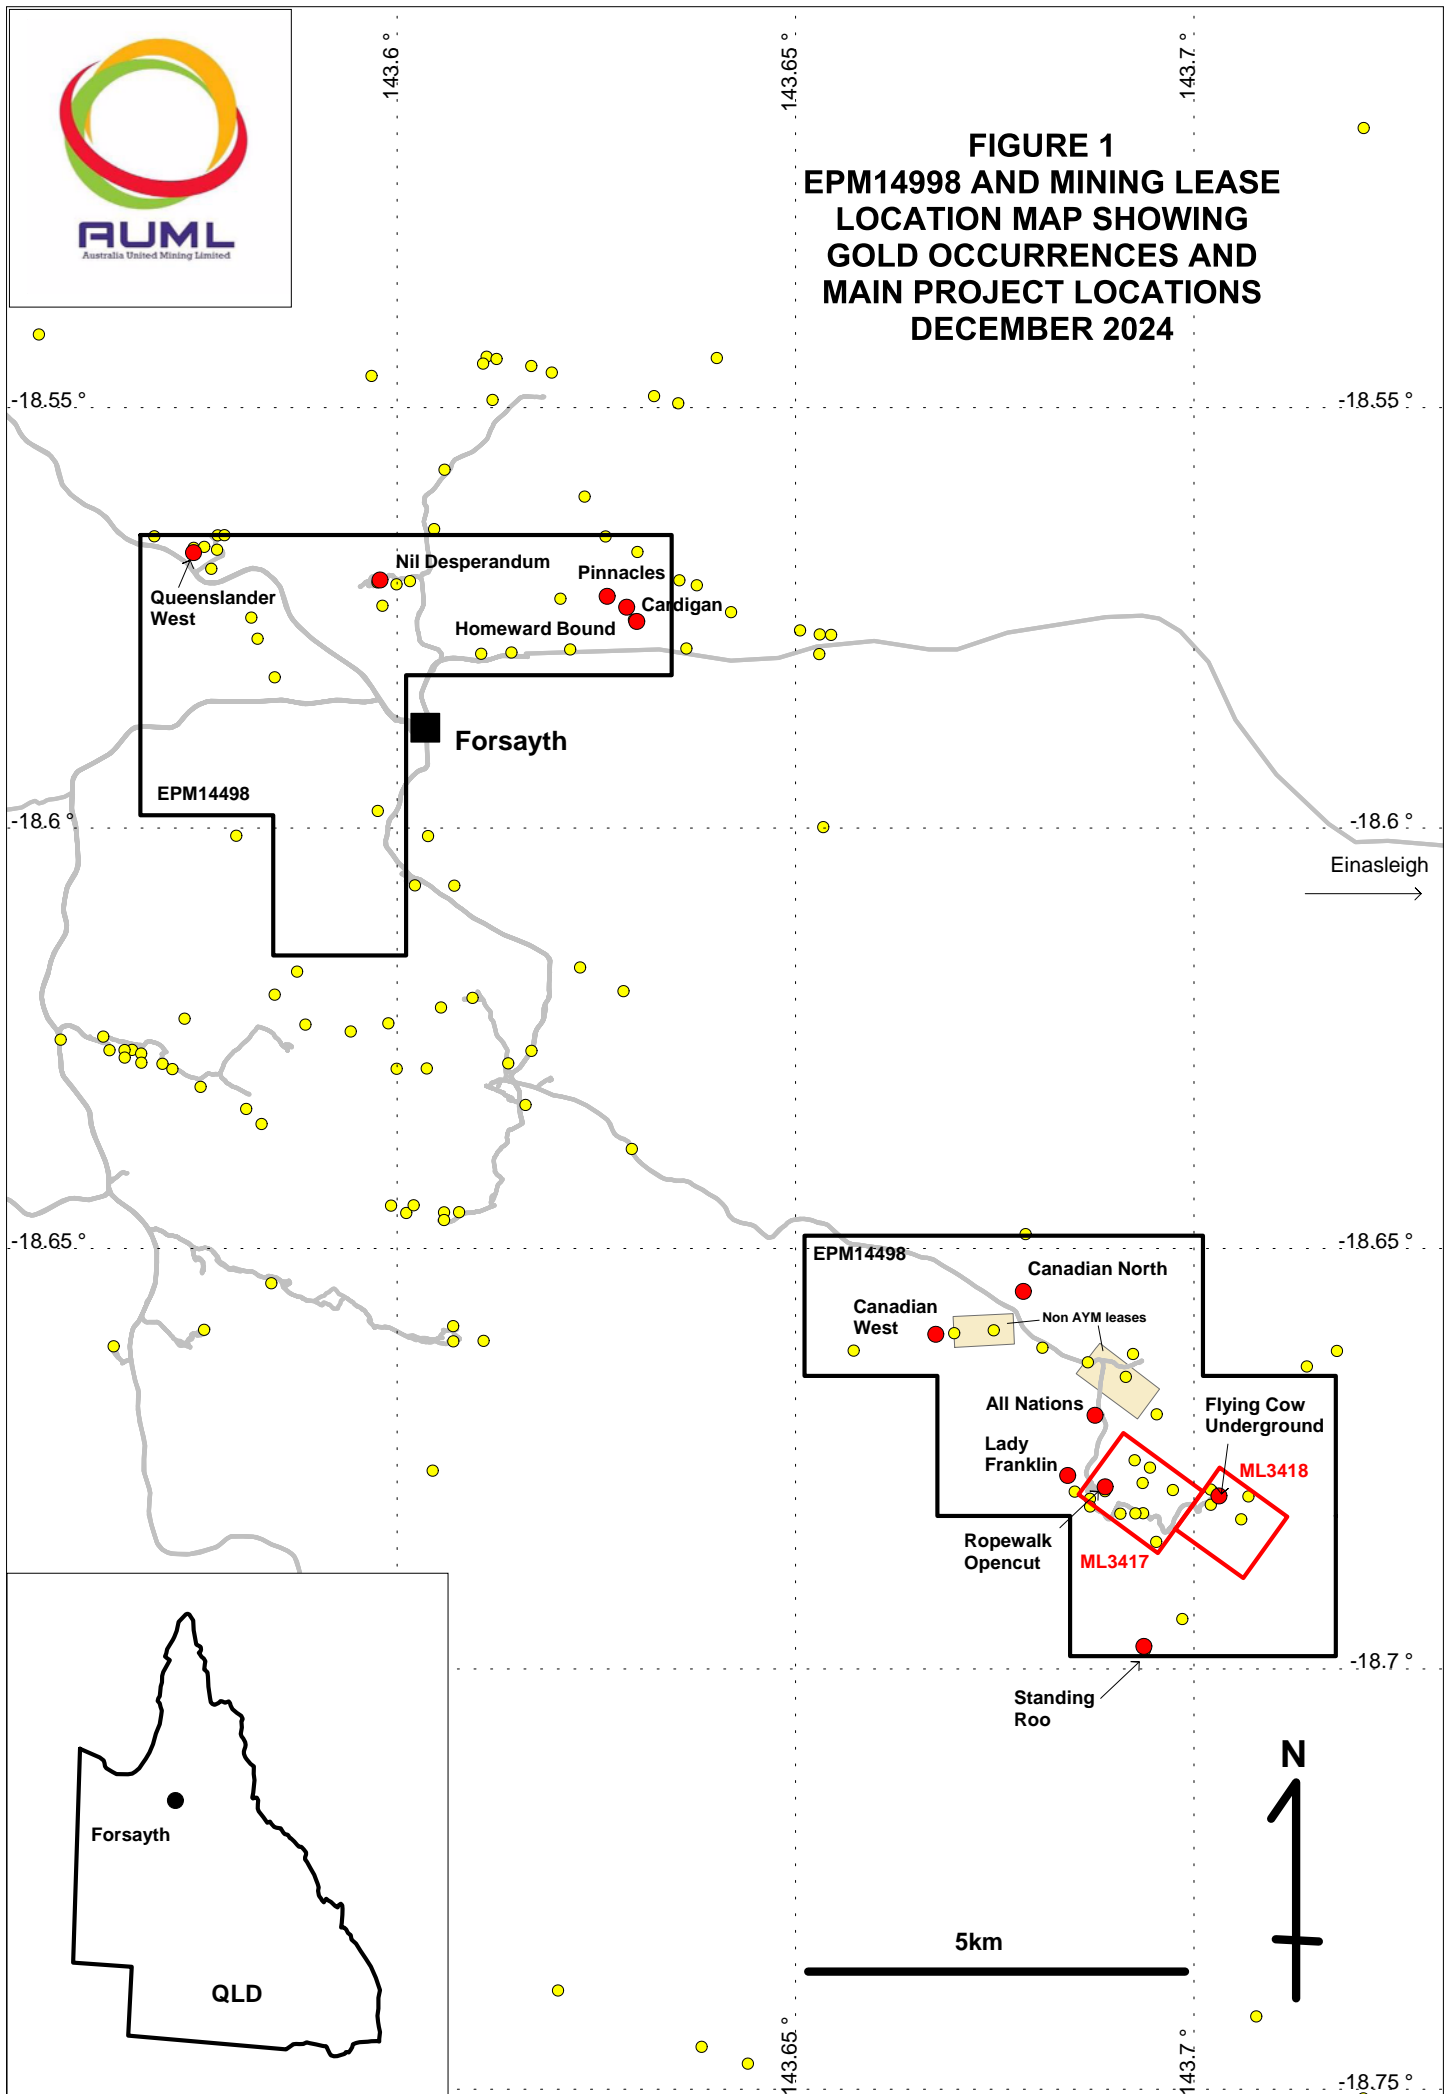 AUML
Australia United Mining Limited
143.6 °
143.65 °
143.7 °
FIGURE 1
EPM14998 AND MINING LEASE
LOCATION MAP SHOWING
GOLD OCCURRENCES AND
MAIN PROJECT LOCATIONS
DECEMBER 2024
-18.55 °
-18.55 °
Nil Desperandum
Pinnacles
Queenslander
West
Cardigan
Homeward Bound
Forsayth
EPM14498
-18.6 °
-18.6 °
Einasleigh
-18.65 °
-18.65 °
EPM14498
Canadian North
Canadian
West
Non AYM leases
All Nations
Flying Cow
Underground
Lady
Franklin
ML3418
Ropewalk
Opencut
ML3417
-18.7 °
Standing
Roo
N
Forsayth
5km
QLD
143.65 °
143.7 °
-18.75 °